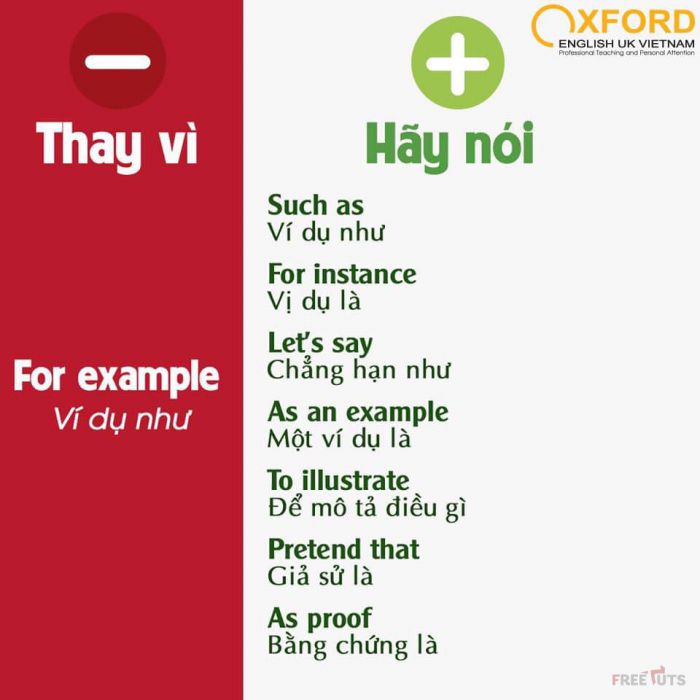 OXFORD
ENGLISH UK VIETNAM
Professional Teaching and Personal Attention
Thay vì
Hãy nói
For example
Ví dụ như
Such as
Ví dụ như
For instance
Vị dụ là
Let's say
Chẳng hạn như
As an example
Một ví dụ là
To illustrate
Để mô tả điều gì
Pretend that
Giả sử là
As proof
Bằng chứng là
FREETUTS